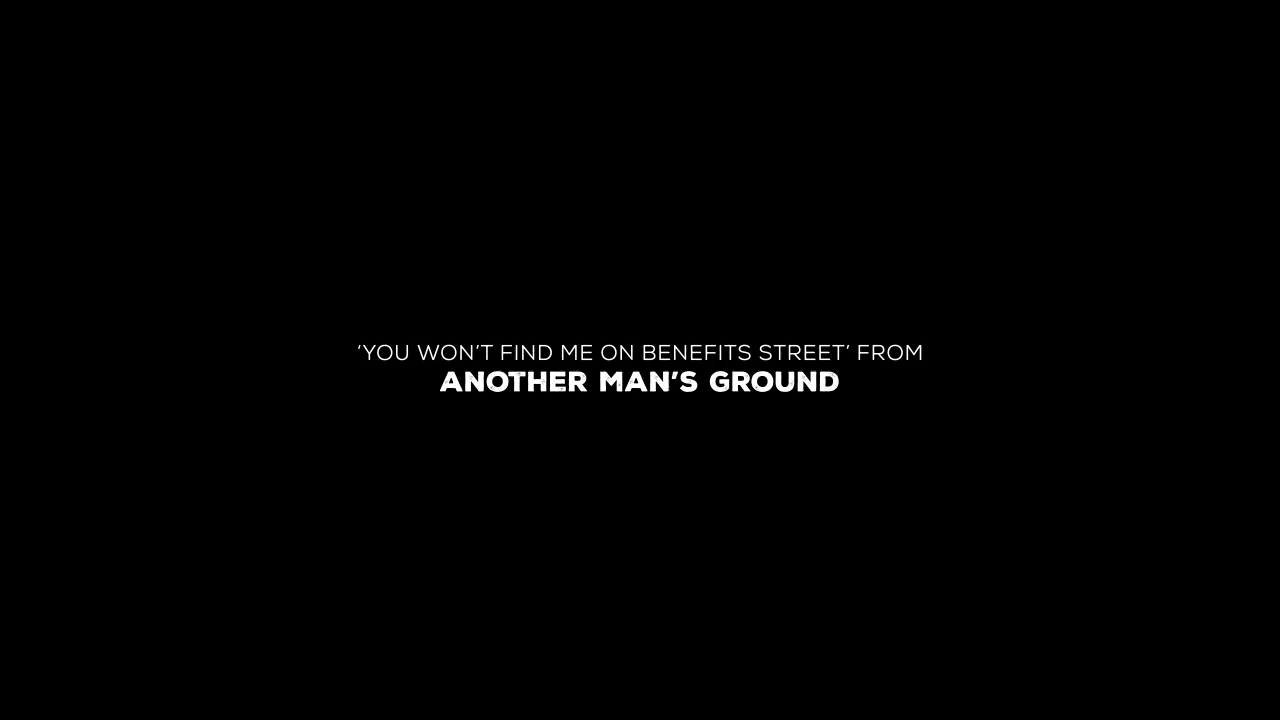 ‘YOU WON’T FIND ME ON BENEFITS STREET’ FROM
ANOTHER MAN’S GROUND